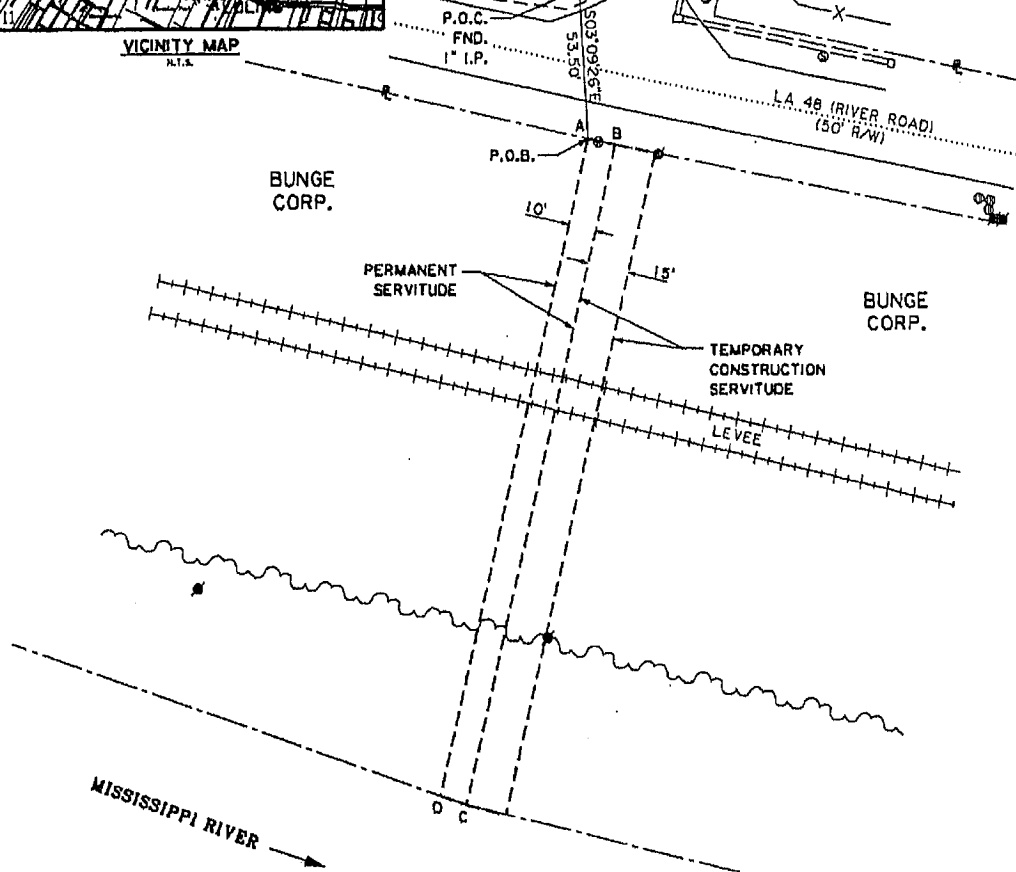 11
VICINITY MAP
N.T.S.
P.O.C.
FND.
1" I.P.
S03°09'26"E
53.50'
X
LA 48 (RIVER ROAD)
(50' R/W)
A
B
P.O.B.
BUNGE
CORP.
10'
15'
PERMANENT
SERVITUDE
BUNGE
CORP.
TEMPORARY
CONSTRUCTION
SERVITUDE
LEVEE
D
C
MISSISSIPPI RIVER